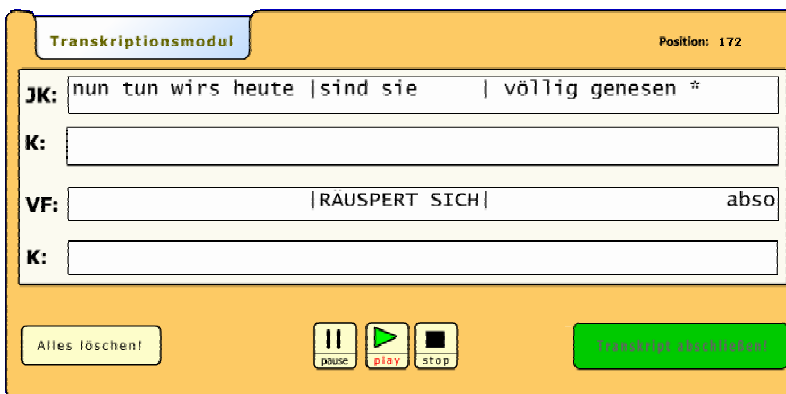 Transkriptionsmodul
Position: 172
JK: nun tun wirs heute |sind sie | völlig genesen *
K:
VF: |RÄUSPERT SICH| abso
K:
Alles löschen!
pause play stop
Transkript abschließen!